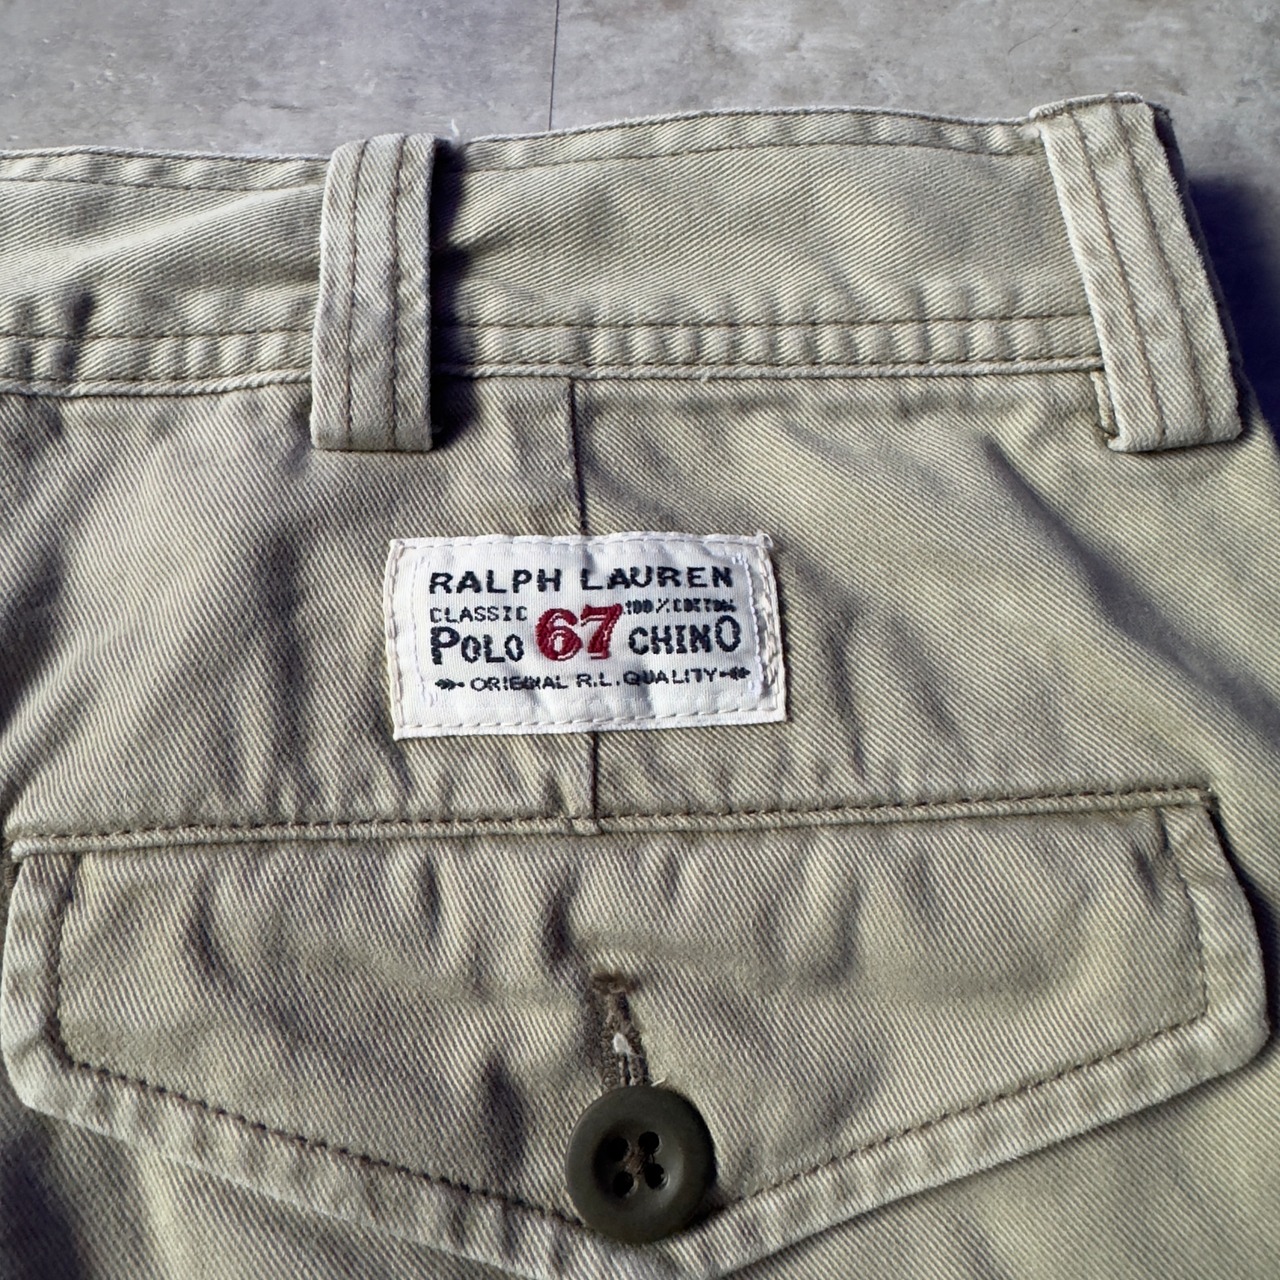 RALPH LAUREN
CLASSIC 67 100% COTTON
POLO CHINO
ORIGINAL R.L. QUALITY